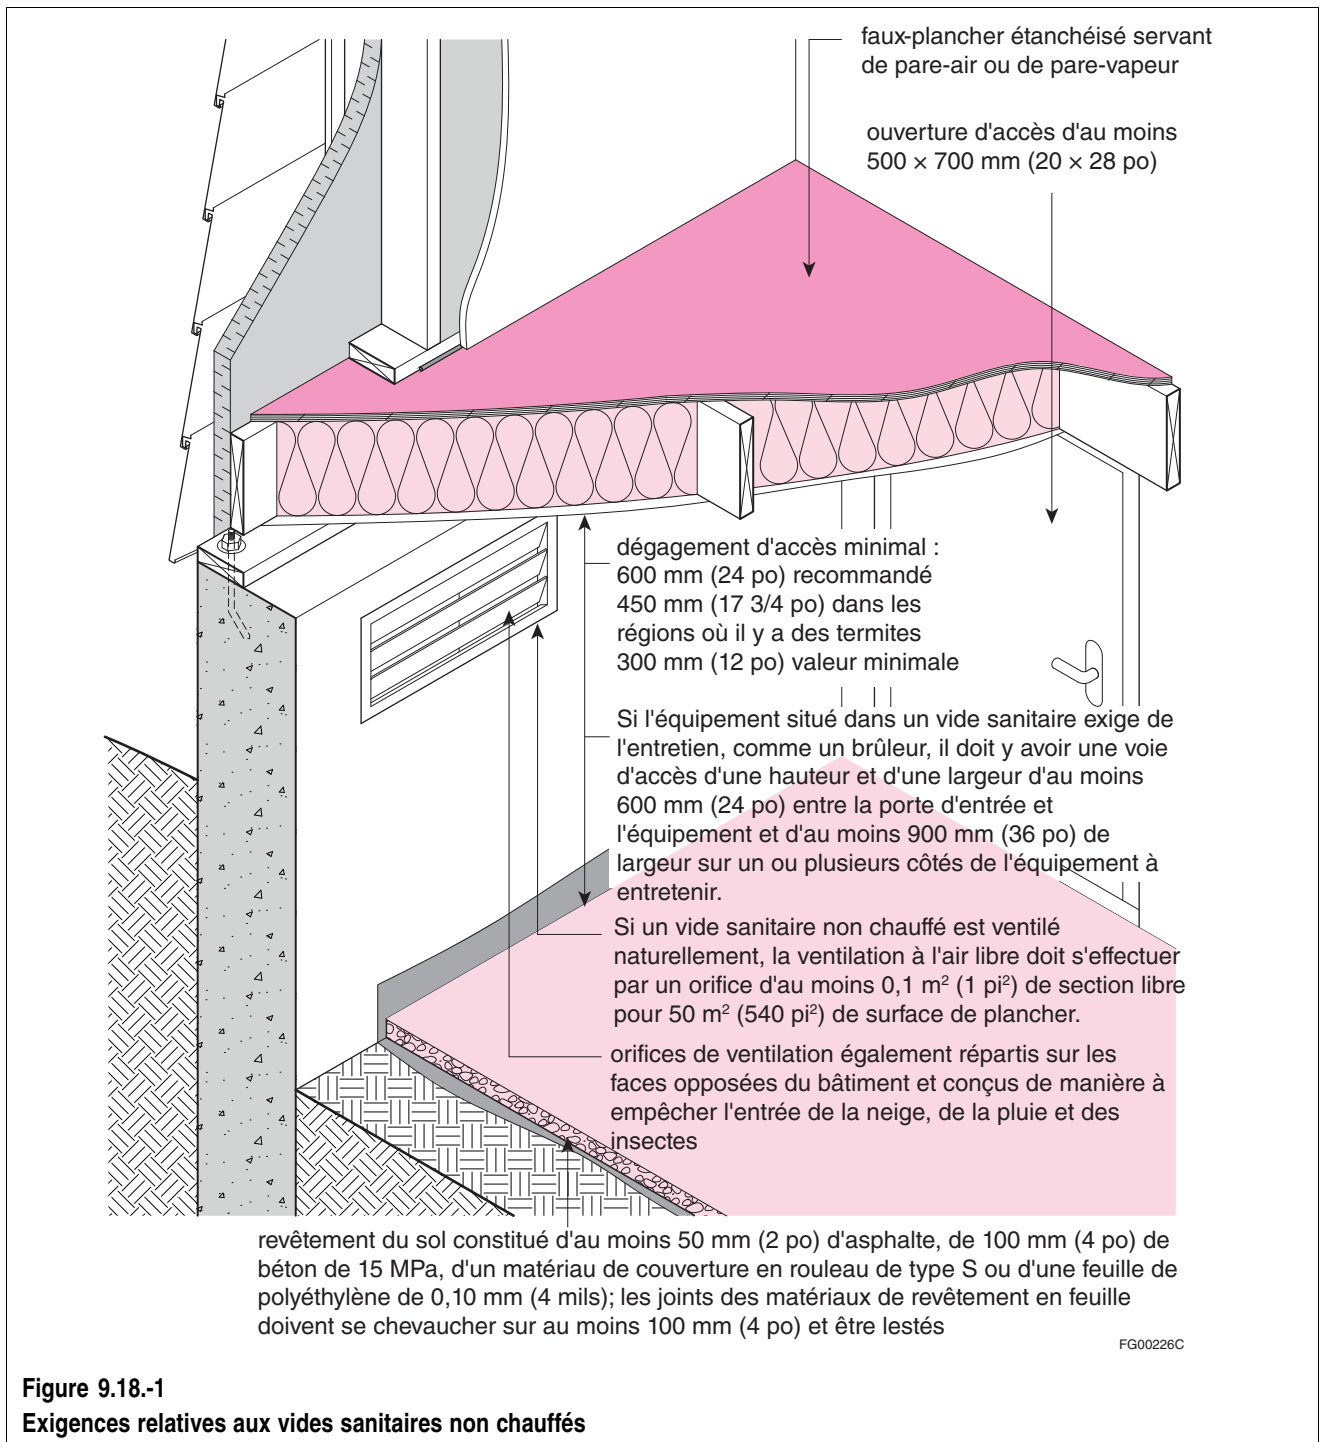 faux-plancher étanchéisé servant
de pare-air ou de pare-vapeur
ouverture d'accès d'au moins
500 × 700 mm (20 × 28 po)
dégagement d'accès minimal :
600 mm (24 po) recommandé
450 mm (17 3/4 po) dans les
régions où il y a des termites
300 mm (12 po) valeur minimale
Si l'équipement situé dans un vide sanitaire exige de
l'entretien, comme un brûleur, il doit y avoir une voie
d'accès d'une hauteur et d'une largeur d'au moins
600 mm (24 po) entre la porte d'entrée et
l'équipement et d'au moins 900 mm (36 po) de
largeur sur un ou plusieurs côtés de l'équipement à
entretenir.
Si un vide sanitaire non chauffé est ventilé
naturellement, la ventilation à l'air libre doit s'effectuer
par un orifice d'au moins 0,1 m² (1 pi²) de section libre
pour 50 m² (540 pi²) de surface de plancher.
orifices de ventilation également répartis sur les
faces opposées du bâtiment et conçus de manière à
empêcher l'entrée de la neige, de la pluie et des
insectes
revêtement du sol constitué d'au moins 50 mm (2 po) d'asphalte, de 100 mm (4 po) de
béton de 15 MPa, d'un matériau de couverture en rouleau de type S ou d'une feuille de
polyéthylène de 0,10 mm (4 mils); les joints des matériaux de revêtement en feuille
doivent se chevaucher sur au moins 100 mm (4 po) et être lestés
FG00226C
Figure 9.18.-1
Exigences relatives aux vides sanitaires non chauffés